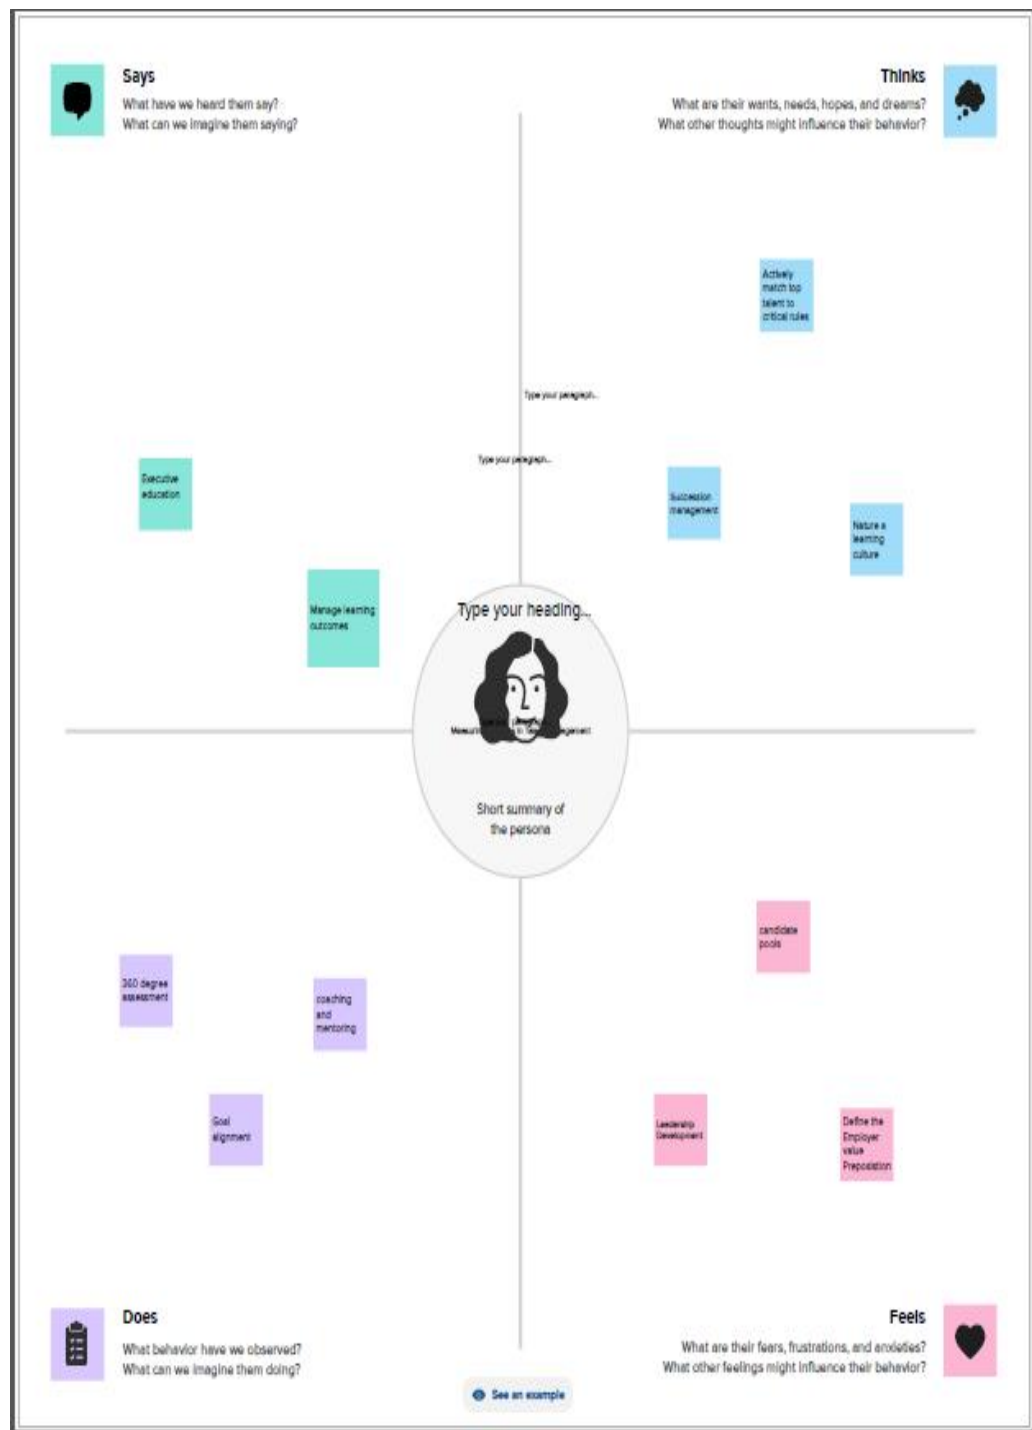 Says
What have we heard them say?
What can we imagine them saying?
Thinks
What are their wants, needs, hopes, and dreams?
What other thoughts might influence their behavior?
Actively
match top
talent to
critical rules
Type your paragraph...
Type your paragraph...
Executive
education
Succession
management
Nature a
learning
culture
Manage learning
outcomes
Type your heading...
Short summary of
the persona
candidate
pools
360 degree
assessment
coaching
and
mentoring
Goal
alignment
Leadership
Development
Define the
Employer
value
Preposistion
Does
What behavior have we observed?
What can we imagine them doing?
Feels
What are their fears, frustrations, and anxieties?
What other feelings might influence their behavior?
See an example